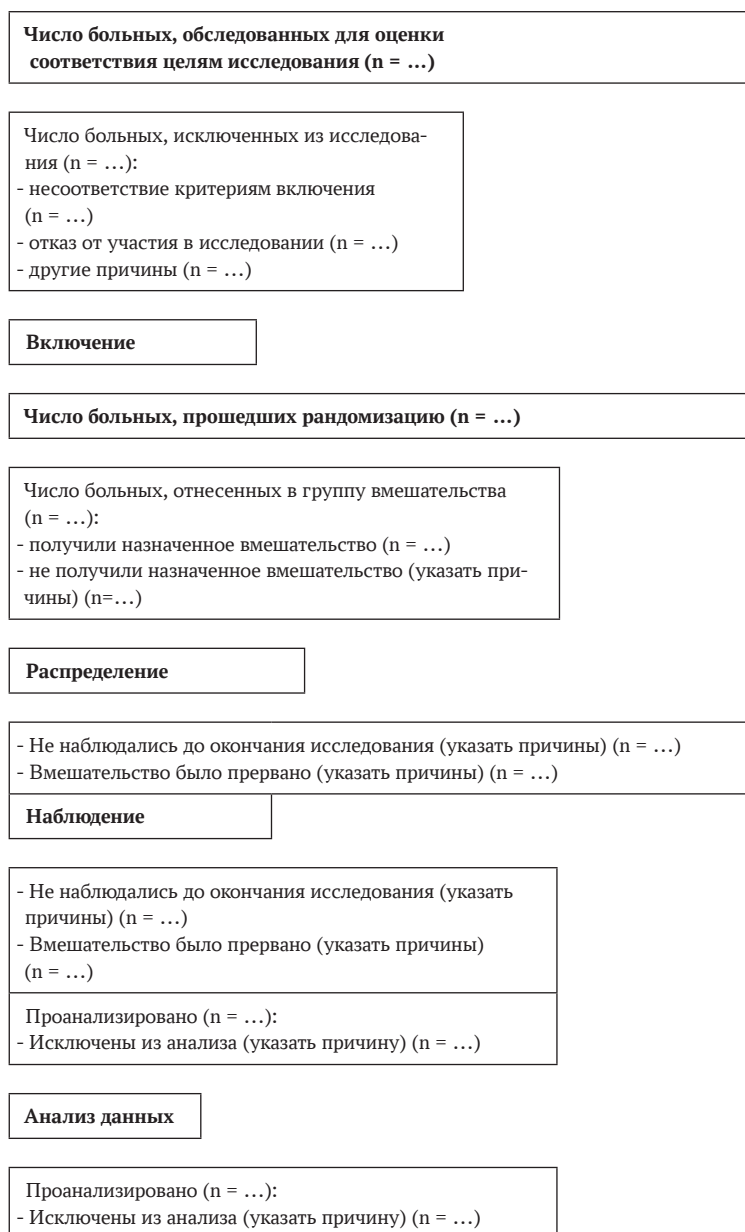 Число больных, обследованных для оценки
соответствия целям исследования (n = …)
Число больных, исключенных из исследова-
ния (n = …):
- несоответствие критериям включения
(n = …)
- отказ от участия в исследовании (n = …)
- другие причины (n = …)
Включение
Число больных, прошедших рандомизацию (n = …)
Число больных, отнесенных в группу вмешательства
(n = …):
- получили назначенное вмешательство (n = …)
- не получили назначенное вмешательство (указать при-
чины) (n=…)
Распределение
- Не наблюдались до окончания исследования (указать причины) (n = …)
- Вмешательство было прервано (указать причины) (n = …)
Наблюдение
- Не наблюдались до окончания исследования (указать
причины) (n = …)
- Вмешательство было прервано (указать причины)
(n = …)
Проанализировано (n = …):
- Исключены из анализа (указать причину) (n = …)
Анализ данных
Проанализировано (n = …):
- Исключены из анализа (указать причину) (n = …)